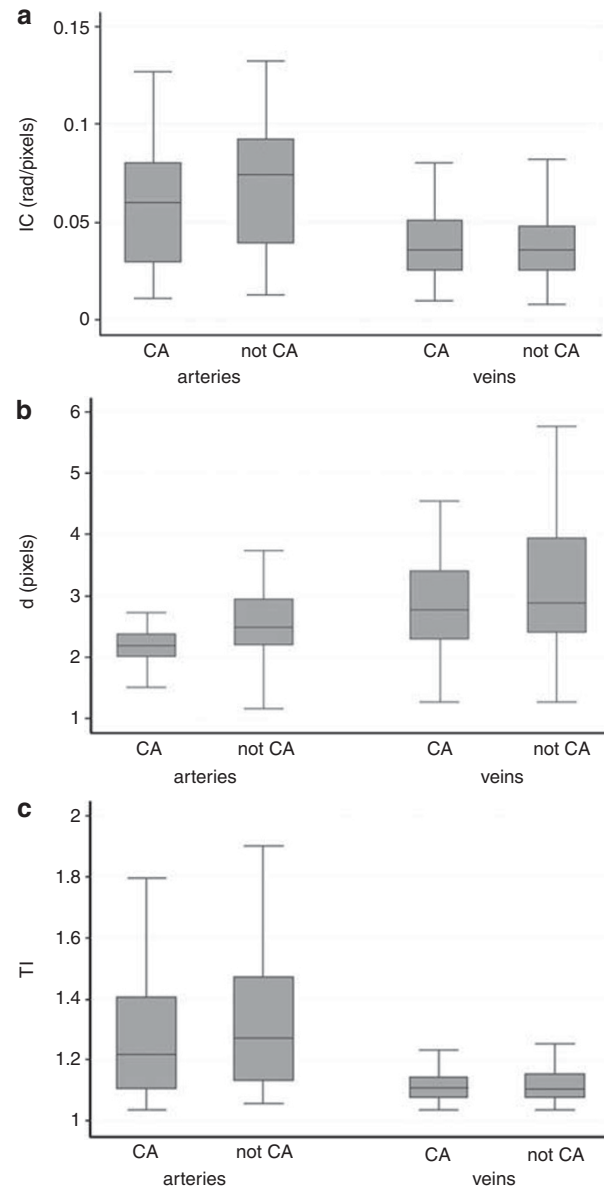 a
IC (rad/pixels)
0.15
0.1
0.05
0
CA not CA CA not CA
arteries veins
b
d (pixels)
6
5
4
3
2
1
CA not CA CA not CA
arteries veins
c
TI
2
1.8
1.6
1.4
1.2
1
CA not CA CA not CA
arteries veins